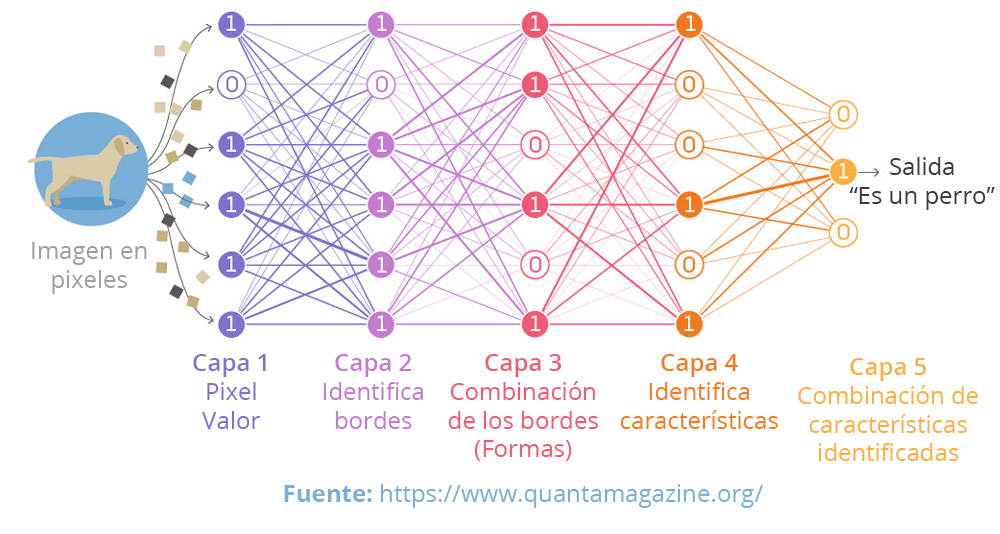 1 1 1 1
0 0 1 0
0
1 1 0 0
1 Salida
“Es un perro”
1 1 1 1
0
Imagen en
pixeles
1 1 0 0
1 1 1 1
Capa 1
Pixel
Valor
Capa 2
Identifica
bordes
Capa 3
Combinación
de los bordes
(Formas)
Capa 4
Identifica
características
Capa 5
Combinación de
características
identificadas
Fuente: https://www.quantamagazine.org/